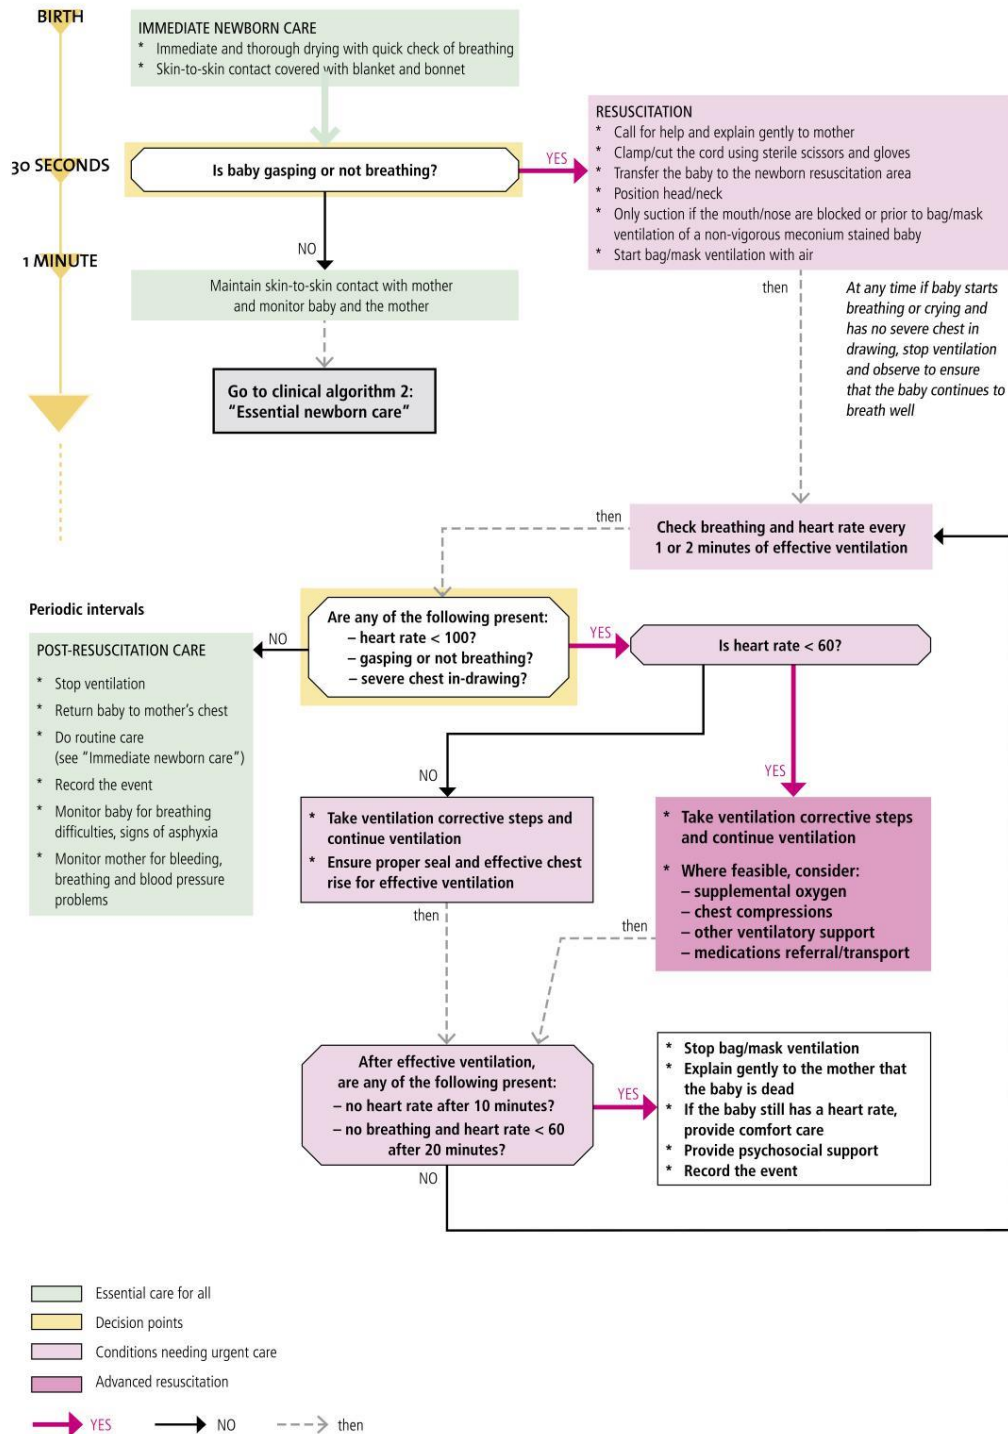 BIRTH
IMMEDIATE NEWBORN CARE
* Immediate and thorough drying with quick check of breathing
* Skin-to-skin contact covered with blanket and bonnet
30 SECONDS
Is baby gasping or not breathing?
YES
RESUSCITATION
* Call for help and explain gently to mother
* Clamp/cut the cord using sterile scissors and gloves
* Transfer the baby to the newborn resuscitation area
* Position head/neck
* Only suction if the mouth/nose are blocked or prior to bag/mask
ventilation of a non-vigorous meconium stained baby
* Start bag/mask ventilation with air
NO
1 MINUTE
Maintain skin-to-skin contact with mother
and monitor baby and the mother
then
At any time if baby starts
breathing or crying and
has no severe chest in
drawing, stop ventilation
and observe to ensure
that the baby continues to
breath well
Go to clinical algorithm 2:
"Essential newborn care"
then
Check breathing and heart rate every
1 or 2 minutes of effective ventilation
Periodic intervals
Are any of the following present:
– heart rate < 100?
– gasping or not breathing?
– severe chest in-drawing?
NO
YES
Is heart rate < 60?
POST-RESUSCITATION CARE
* Stop ventilation
* Return baby to mother's chest
* Do routine care
(see "Immediate newborn care")
* Record the event
* Monitor baby for breathing
difficulties, signs of asphyxia
* Monitor mother for bleeding,
breathing and blood pressure
problems
NO
YES
* Take ventilation corrective steps and
continue ventilation
* Ensure proper seal and effective chest
rise for effective ventilation
* Take ventilation corrective steps
and continue ventilation
* Where feasible, consider:
– supplemental oxygen
– chest compressions
– other ventilatory support
– medications referral/transport
then
then
After effective ventilation,
are any of the following present:
– no heart rate after 10 minutes?
– no breathing and heart rate < 60
after 20 minutes?
YES
* Stop bag/mask ventilation
* Explain gently to the mother that
the baby is dead
* If the baby still has a heart rate,
provide comfort care
* Provide psychosocial support
* Record the event
NO
Essential care for all
Decision points
Conditions needing urgent care
Advanced resuscitation
YES
NO
then